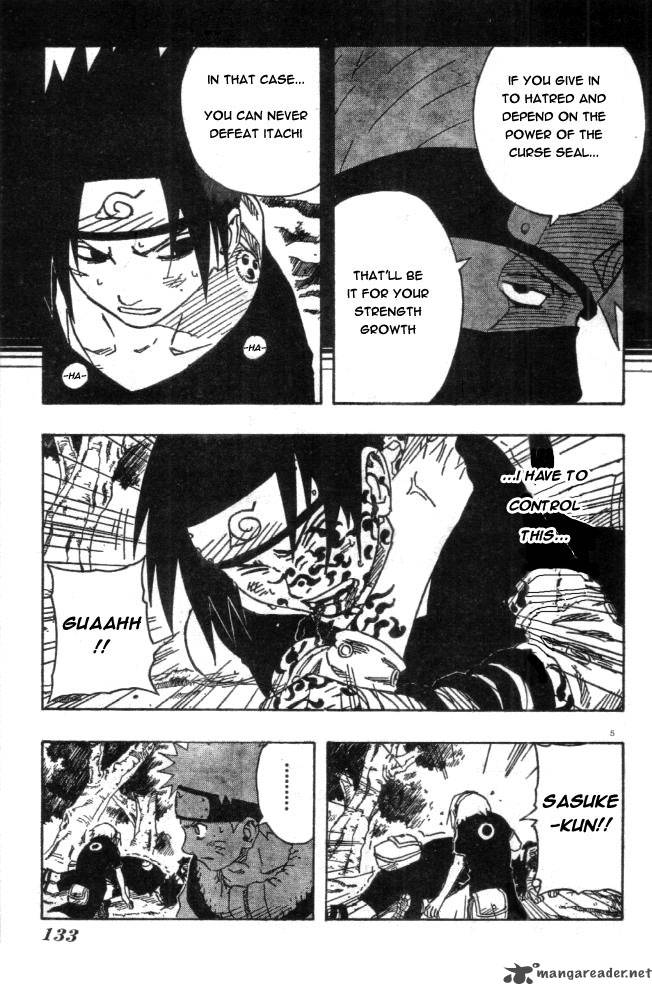 IF YOU GIVE IN
TO HATRED AND
DEPEND ON THE
POWER OF THE
CURSE SEAL...
THAT'LL BE
IT FOR YOUR
STRENGTH
GROWTH
IN THAT CASE...
YOU CAN NEVER
DEFEAT ITACHI
-HA-
-HA-
...I HAVE TO
CONTROL
THIS...
GUAAHH
!!
5
SASUKE
-KUN!!
.........
133
mangareader.net